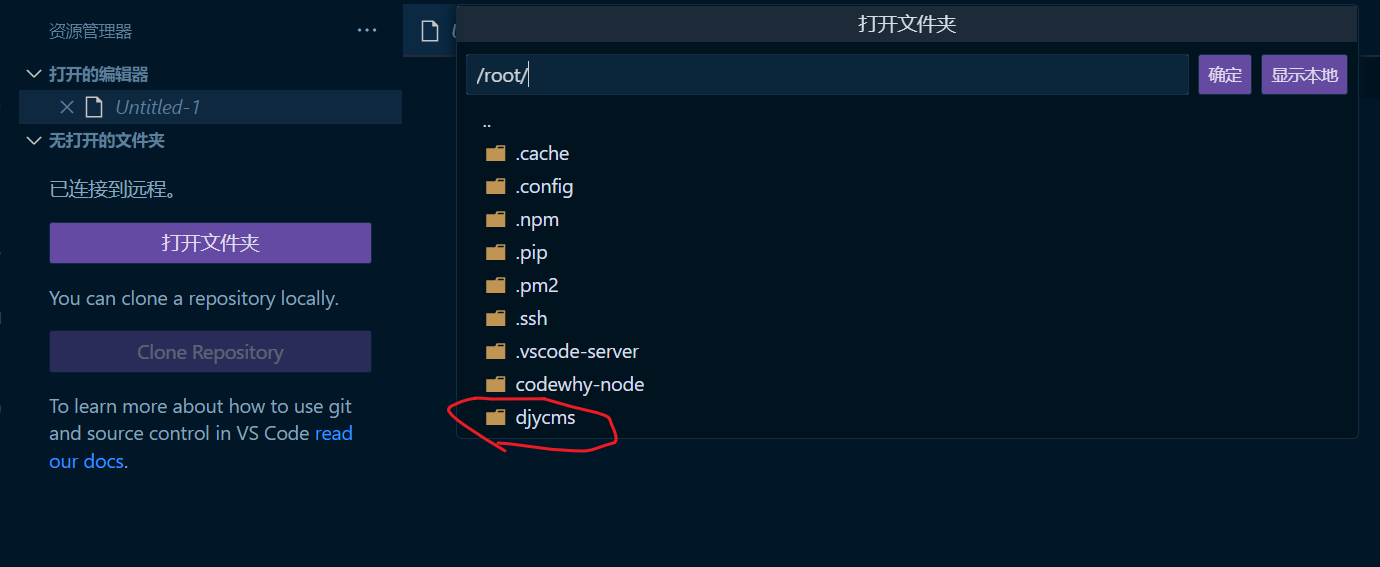 资源管理器
打开的编辑器
Untitled-1
无打开的文件夹
已连接到远程。
打开文件夹
You can clone a repository locally.
Clone Repository
To learn more about how to use git
and source control in VS Code read
our docs.
打开文件夹
/root/
确定
显示本地
..
.cache
.config
.npm
.pip
.pm2
.ssh
.vscode-server
codewhy-node
djycms